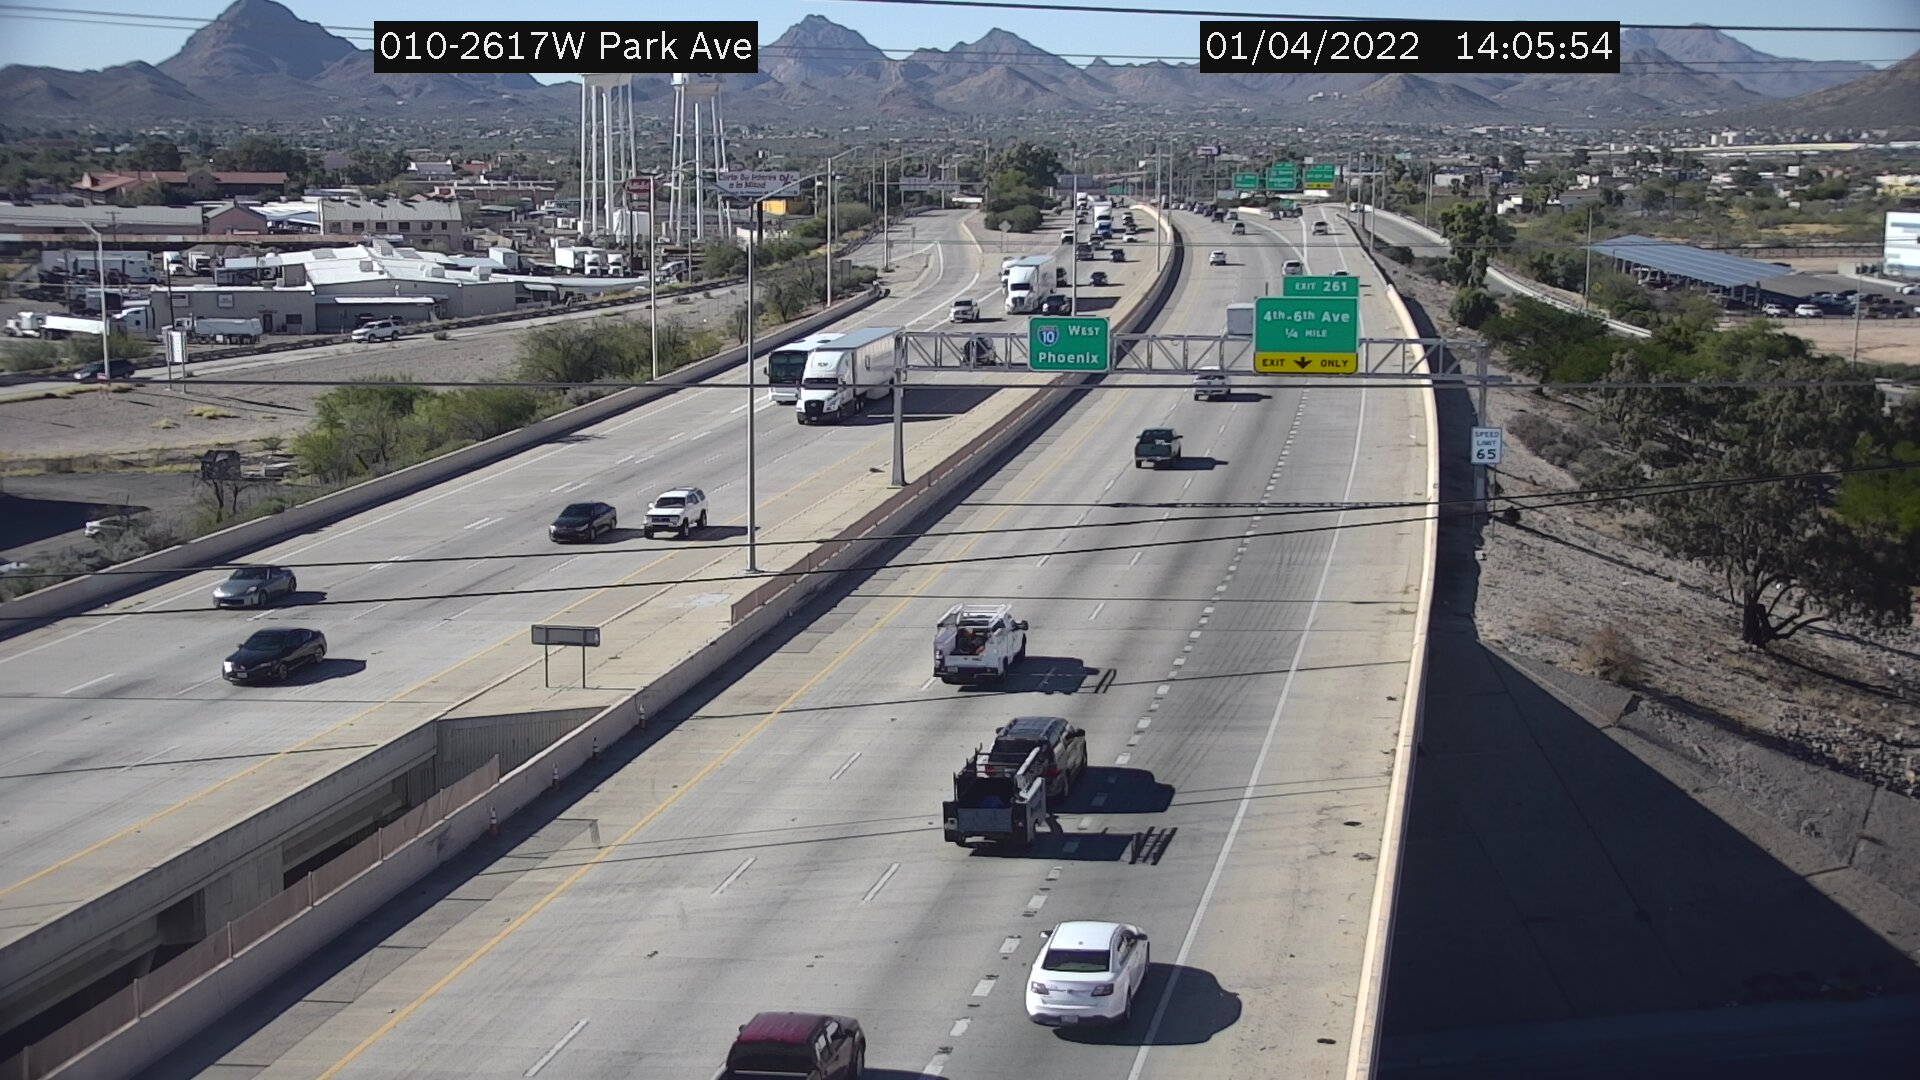 010-2617W Park Ave
01/04/2022 14:05:54
EXIT 261
4th-6th Ave
1/4 MILE
EXIT ONLY
10 WEST
Phoenix
SPEED
LIMIT
65